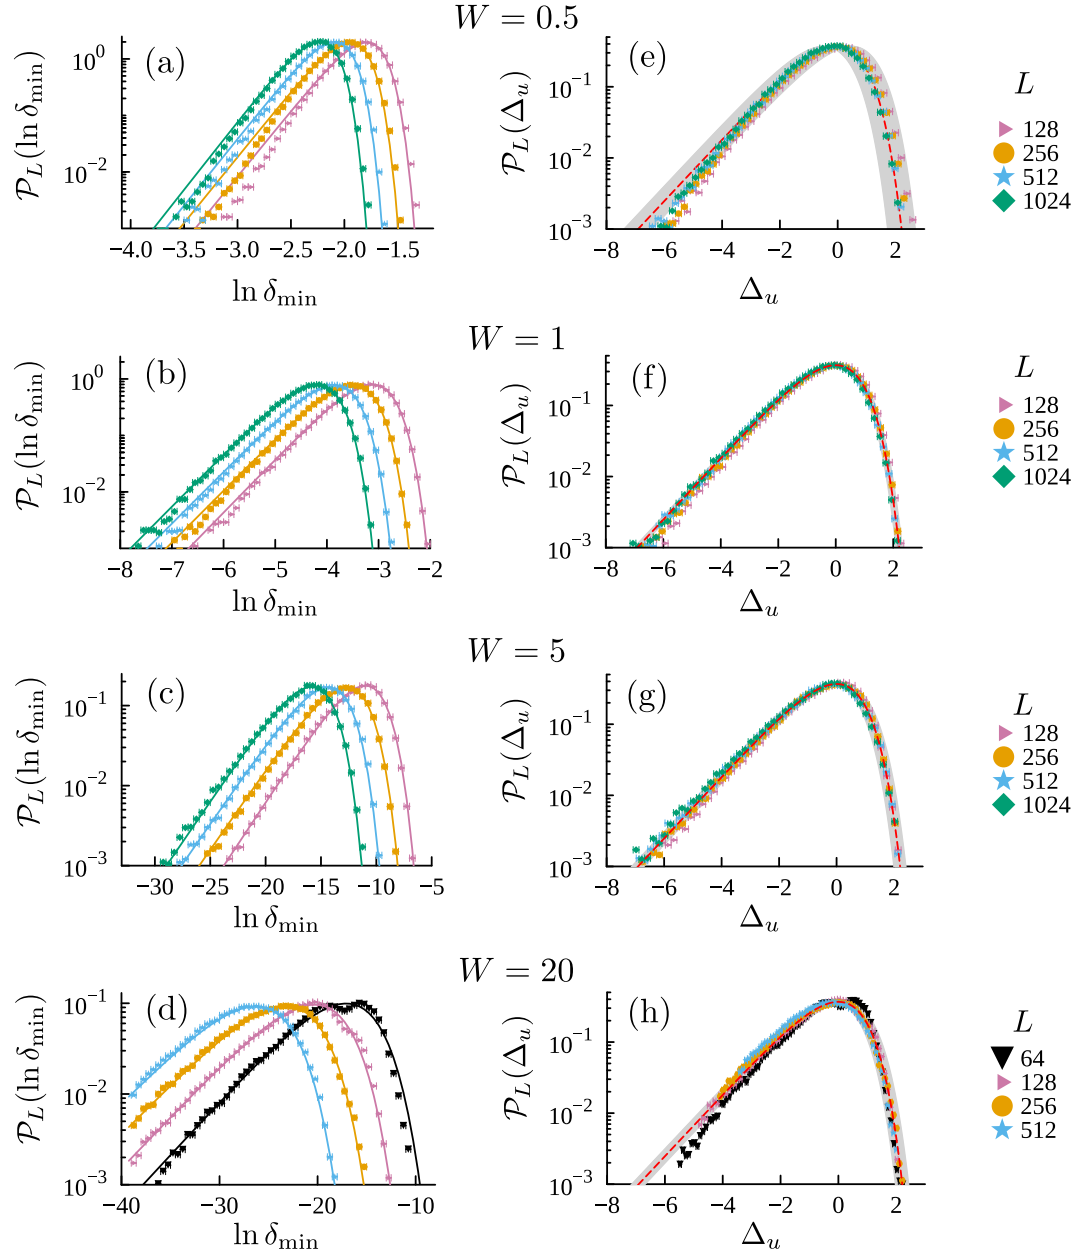 W = 0.5
(a)
P_L(ln δ_min)
10^0
10^−2
−4.0 −3.5 −3.0 −2.5 −2.0 −1.5
ln δ_min
(e)
P_L(Δ_u)
10^−1
10^−2
10^−3
−8 −6 −4 −2 0 2
Δ_u
L
128
256
512
1024
W = 1
(b)
P_L(ln δ_min)
10^0
10^−2
−8 −7 −6 −5 −4 −3 −2
ln δ_min
(f)
P_L(Δ_u)
10^−1
10^−2
10^−3
−8 −6 −4 −2 0 2
Δ_u
L
128
256
512
1024
W = 5
(c)
P_L(ln δ_min)
10^−1
10^−2
10^−3
−30 −25 −20 −15 −10 −5
ln δ_min
(g)
P_L(Δ_u)
10^−1
10^−2
10^−3
−8 −6 −4 −2 0 2
Δ_u
L
128
256
512
1024
W = 20
(d)
P_L(ln δ_min)
10^−1
10^−2
10^−3
−40 −30 −20 −10
ln δ_min
(h)
P_L(Δ_u)
10^−1
10^−2
10^−3
−8 −6 −4 −2 0 2
Δ_u
L
64
128
256
512